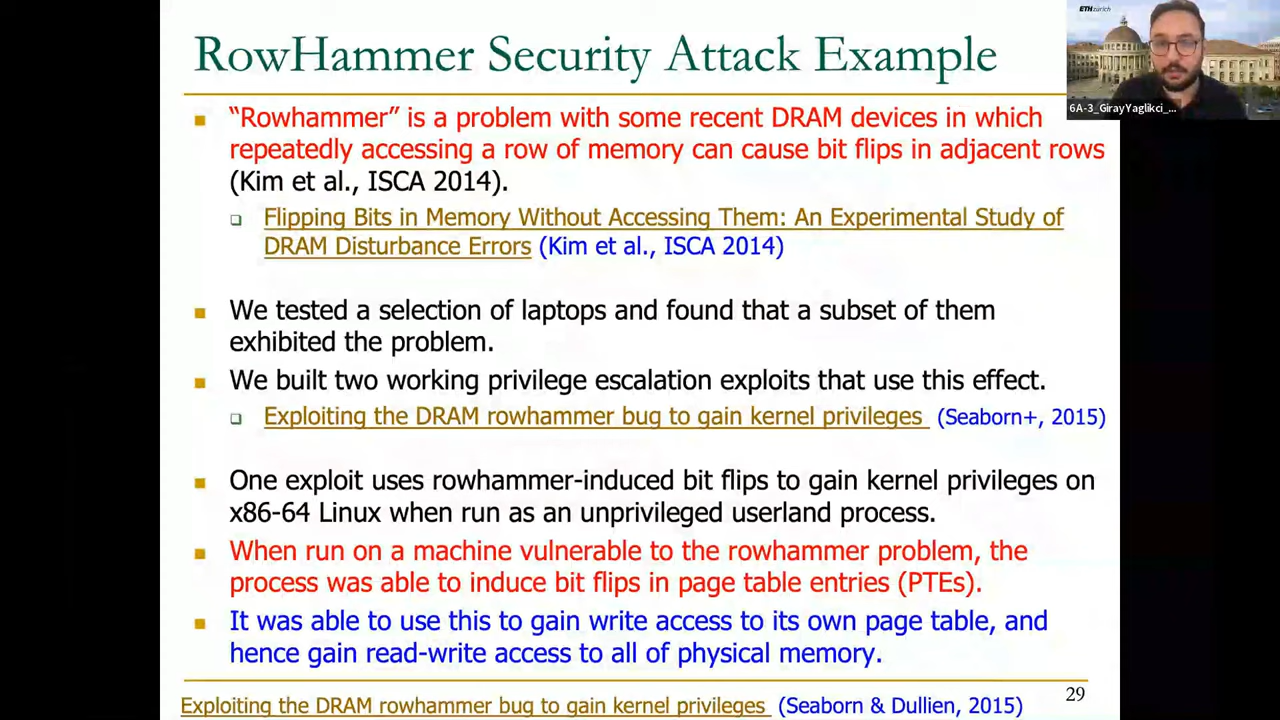 RowHammer Security Attack Example
ETHzürich
6A-3_GirayYaglikci_...
“Rowhammer” is a problem with some recent DRAM devices in which
repeatedly accessing a row of memory can cause bit flips in adjacent rows
(Kim et al., ISCA 2014).
Flipping Bits in Memory Without Accessing Them: An Experimental Study of
DRAM Disturbance Errors (Kim et al., ISCA 2014)
We tested a selection of laptops and found that a subset of them
exhibited the problem.
We built two working privilege escalation exploits that use this effect.
Exploiting the DRAM rowhammer bug to gain kernel privileges (Seaborn+, 2015)
One exploit uses rowhammer-induced bit flips to gain kernel privileges on
x86-64 Linux when run as an unprivileged userland process.
When run on a machine vulnerable to the rowhammer problem, the
process was able to induce bit flips in page table entries (PTEs).
It was able to use this to gain write access to its own page table, and
hence gain read-write access to all of physical memory.
Exploiting the DRAM rowhammer bug to gain kernel privileges (Seaborn & Dullien, 2015)
29